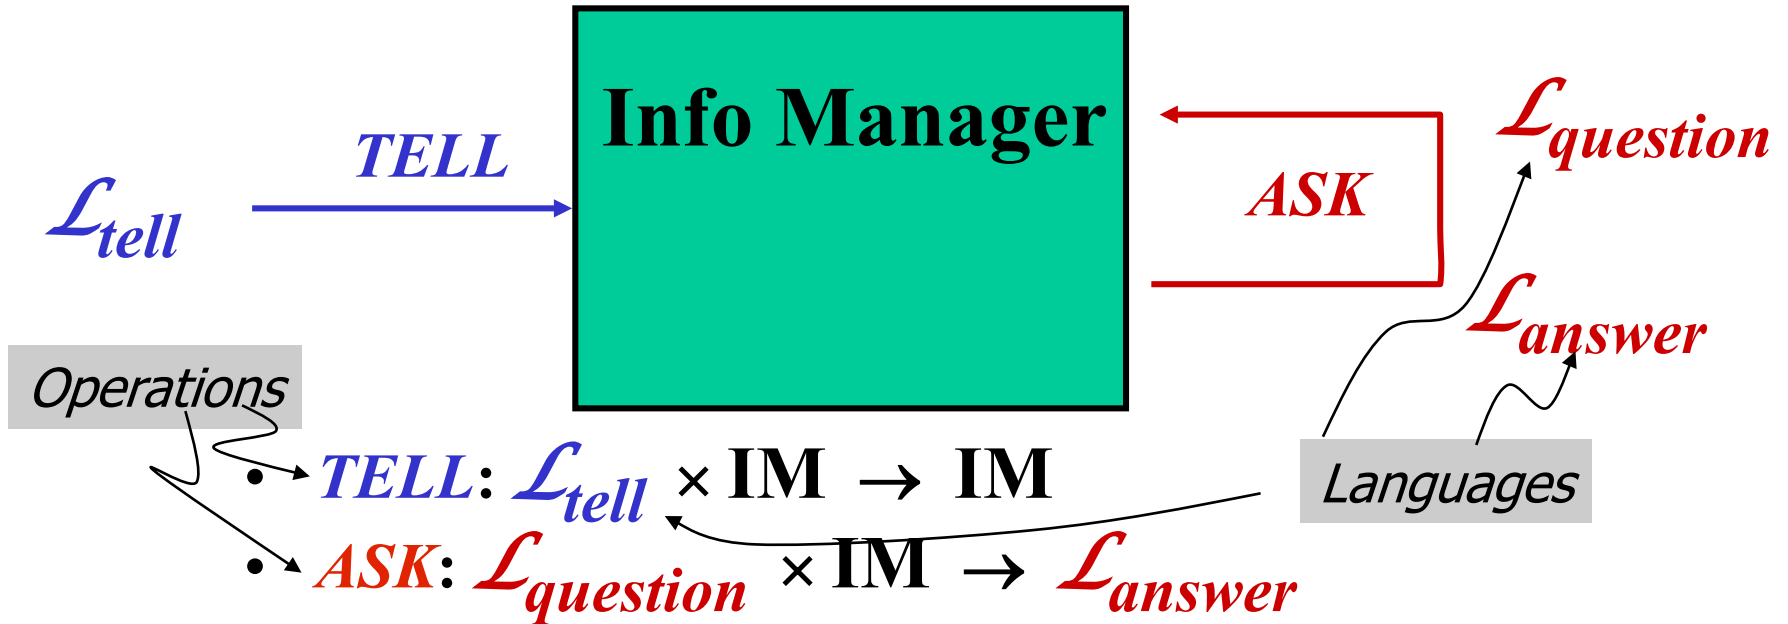 Info Manager
TELL
ℒtell
ℒquestion
ASK
ℒanswer
Operations
Languages
• TELL: ℒtell × IM → IM
• ASK: ℒquestion × IM → ℒanswer